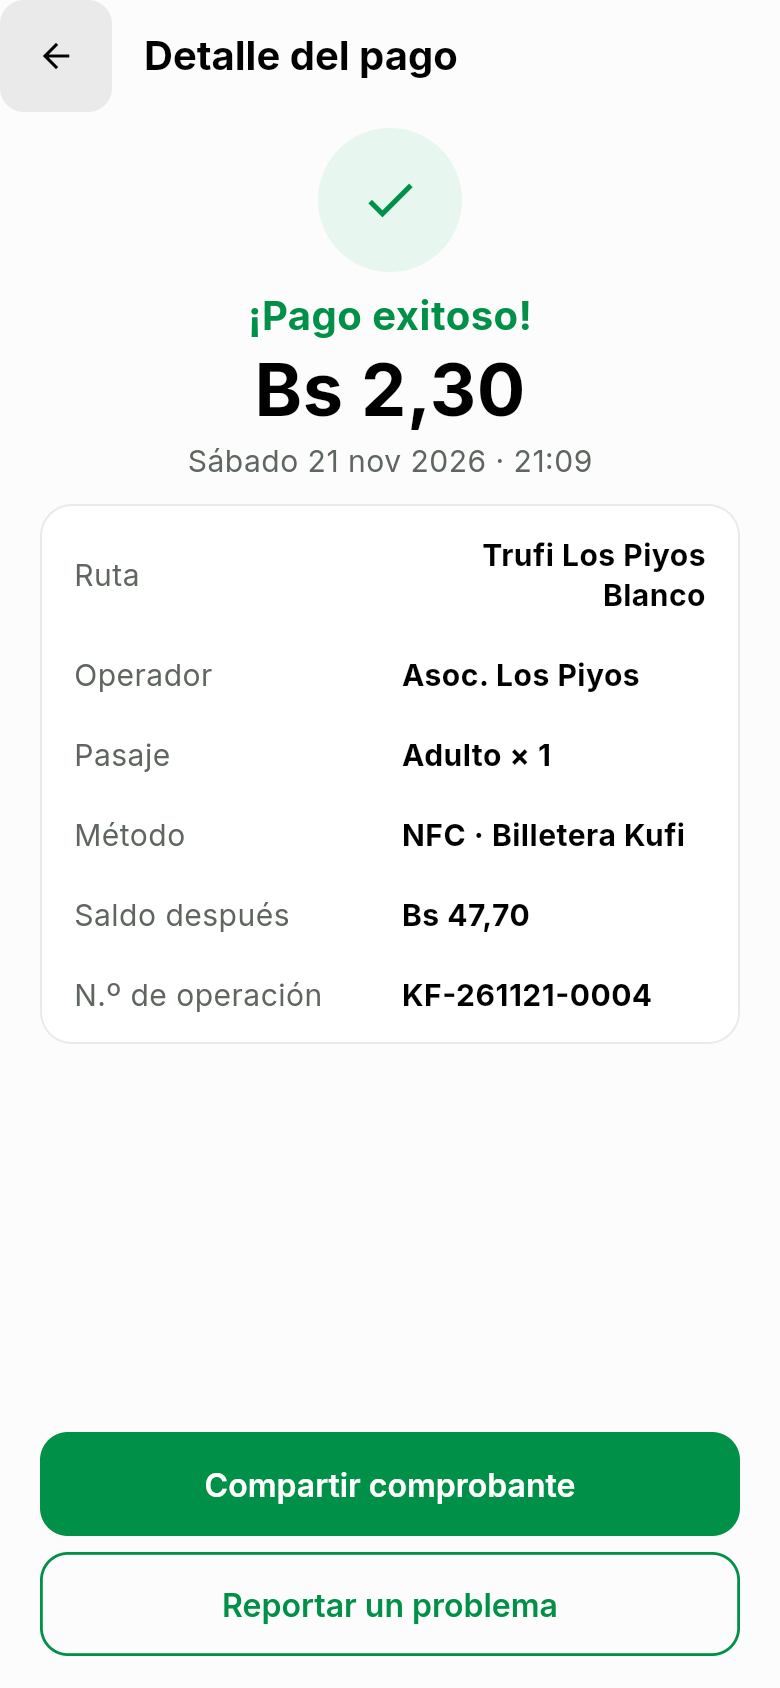 Detalle del pago
¡Pago exitoso!
Bs 2,30
Sábado 21 nov 2026 · 21:09
Ruta
Trufi Los Piyos
Blanco
Operador
Asoc. Los Piyos
Pasaje
Adulto × 1
Método
NFC · Billetera Kufi
Saldo después
Bs 47,70
N.º de operación
KF-261121-0004
Compartir comprobante
Reportar un problema